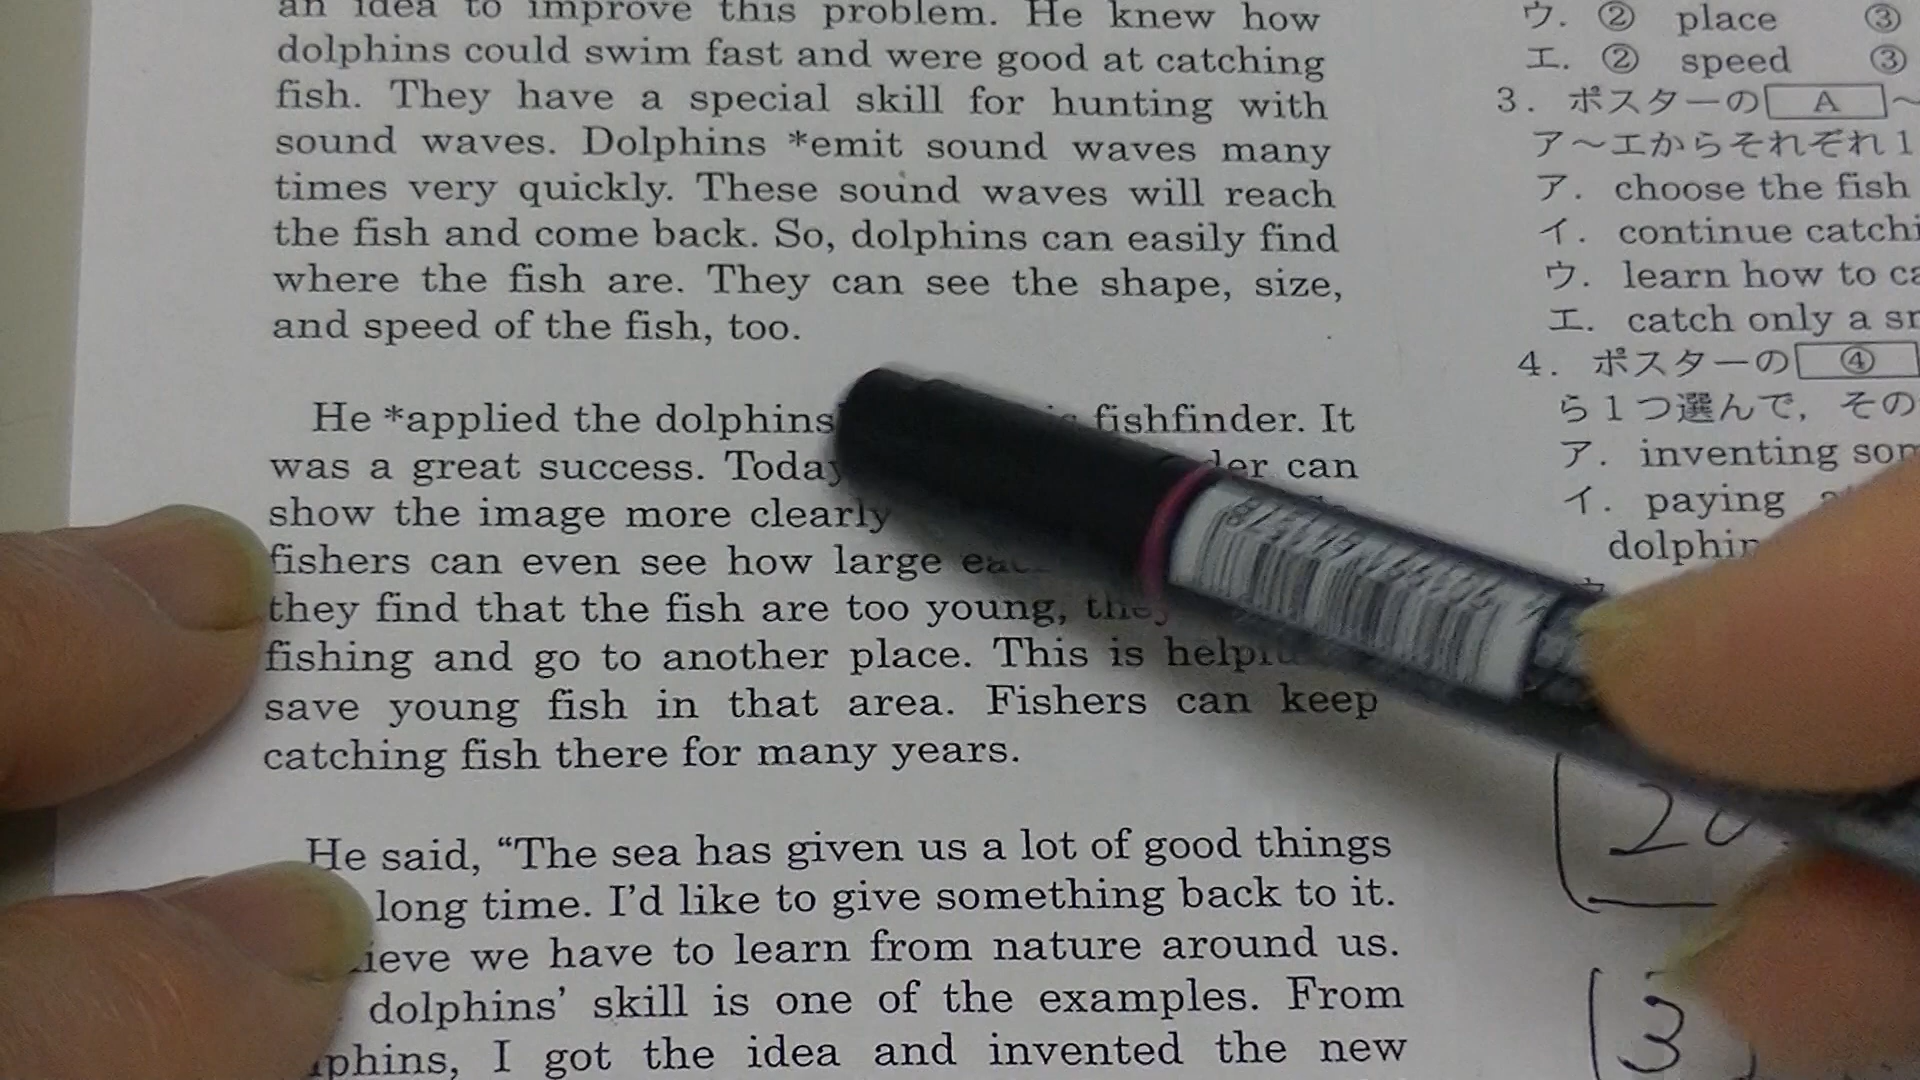 an idea to improve this problem. He knew how
dolphins could swim fast and were good at catching
fish. They have a special skill for hunting with
sound waves. Dolphins *emit sound waves many
times very quickly. These sound waves will reach
the fish and come back. So, dolphins can easily find
where the fish are. They can see the shape, size,
and speed of the fish, too.
He *applied the dolphins fishfinder. It
was a great success. Today can
show the image more clearly
fishers can even see how large
they find that the fish are too young, they
fishing and go to another place. This is
save young fish in that area. Fishers can keep
catching fish there for many years.
He said, “The sea has given us a lot of good things
long time. I'd like to give something back to it.
we have to learn from nature around us.
dolphins' skill is one of the examples. From
I got the idea and invented the new
ウ. ② place ③
エ. ② speed ③
3. ポスターの A ～
ア～エからそれぞれ1
ア. choose the fish
イ. continue
ウ. learn how to
エ. catch only a
4. ポスターの ④
ら1つ選んで, その
ア. inventing
イ. paying
20
3